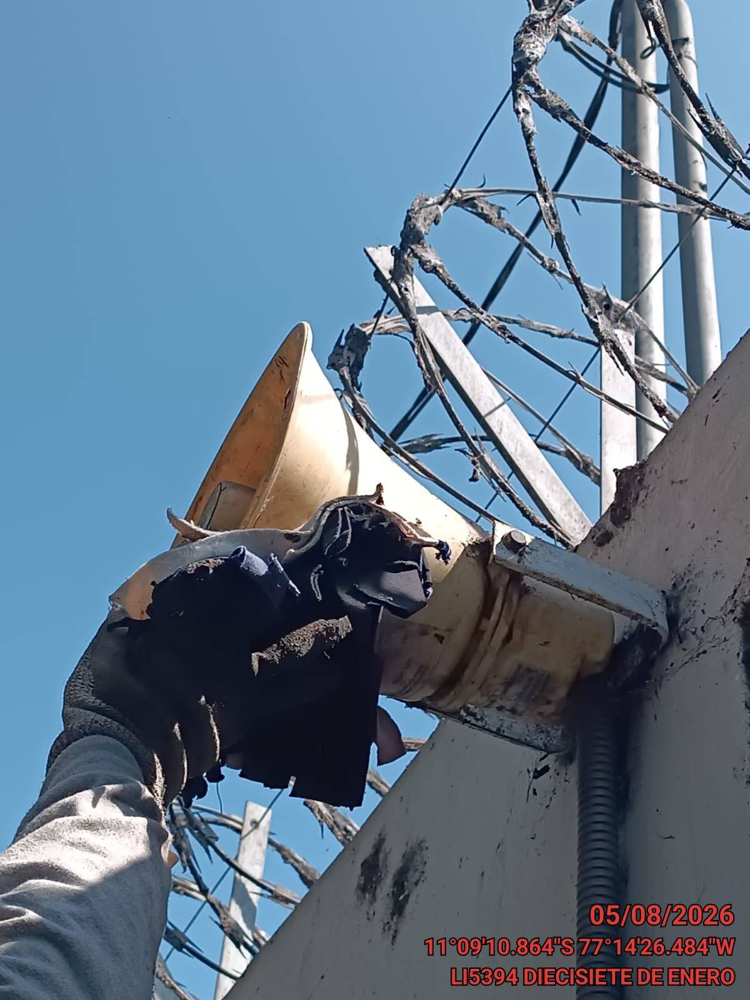 05/08/2026
11°09'10.864"S 77°14'26.484"W
LI5394 DIECISIETE DE ENERO